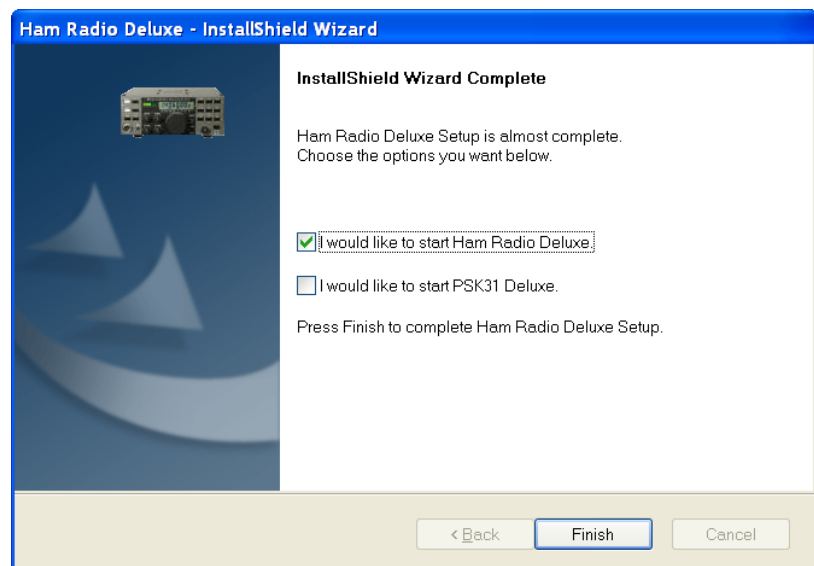 Ham Radio Deluxe - InstallShield Wizard
InstallShield Wizard Complete
Ham Radio Deluxe Setup is almost complete.
Choose the options you want below.
I would like to start Ham Radio Deluxe.
I would like to start PSK31 Deluxe.
Press Finish to complete Ham Radio Deluxe Setup.
< Back
Finish
Cancel